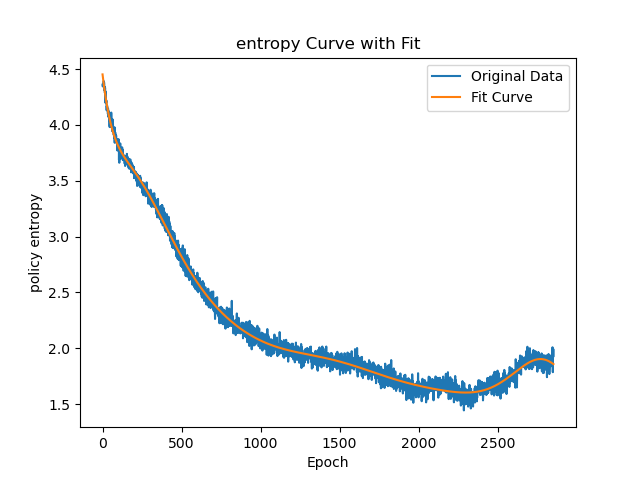 entropy Curve with Fit
Original Data
Fit Curve
policy entropy
4.5
4.0
3.5
3.0
2.5
2.0
1.5
0
500
1000
1500
2000
2500
Epoch